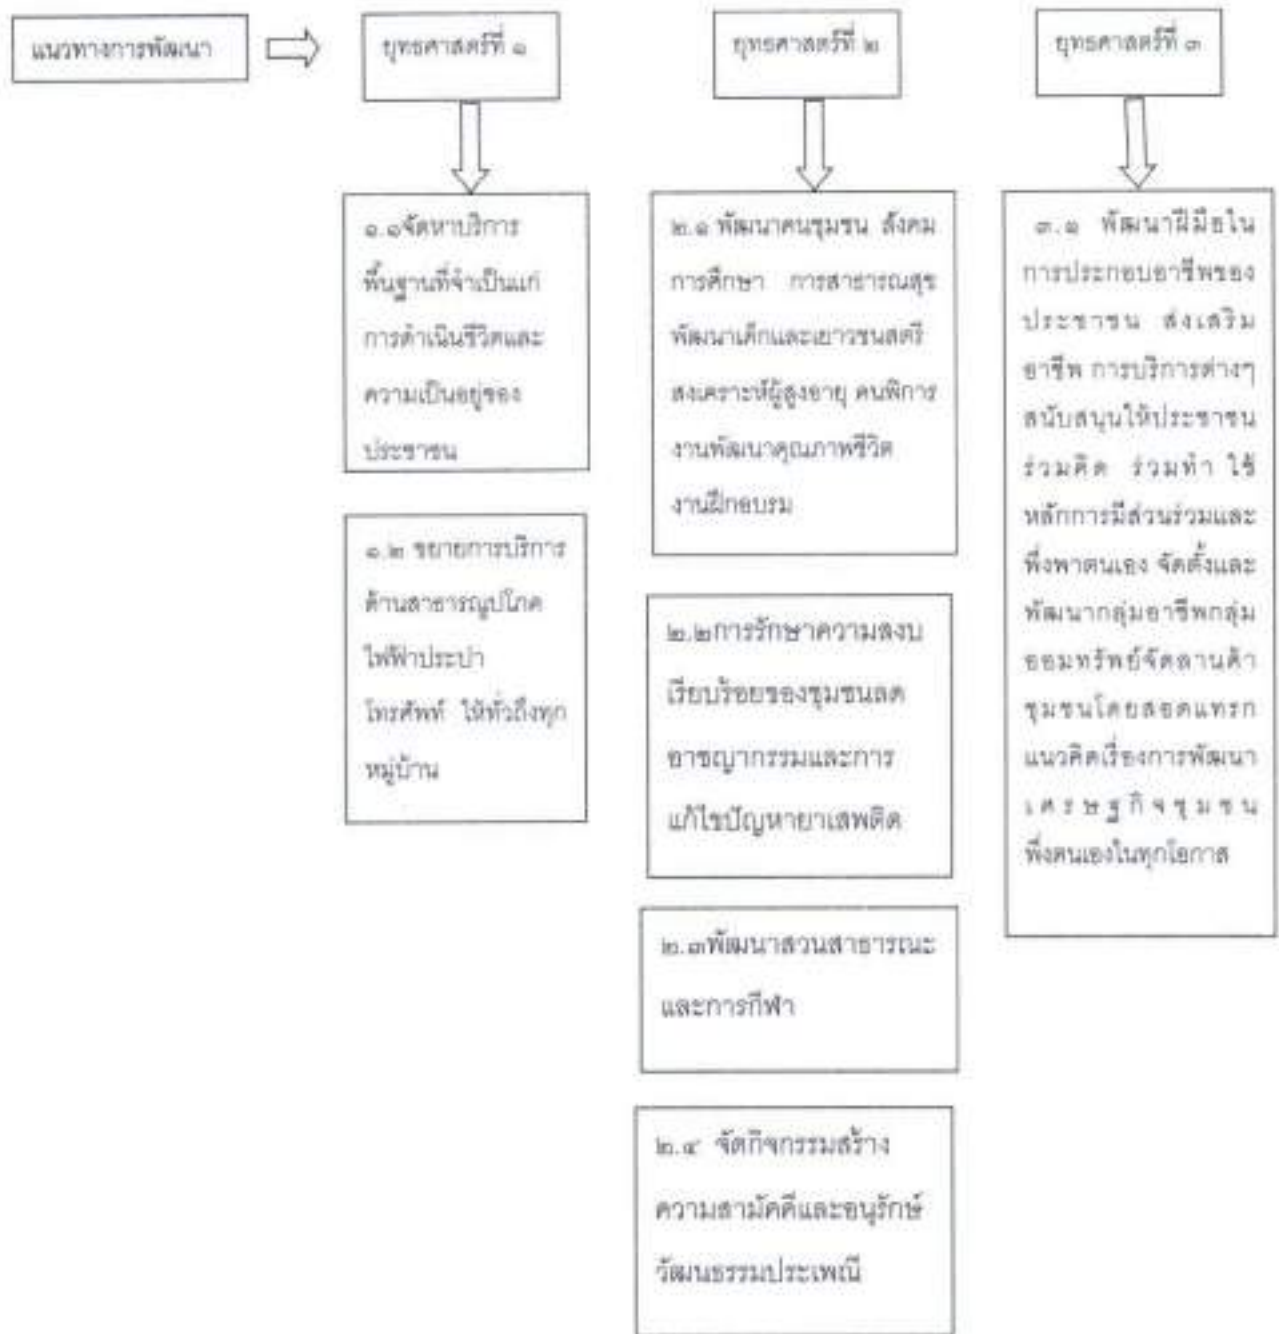 แนวทางการพัฒนา
ยุทธศาสตร์ที่ ๑
ยุทธศาสตร์ที่ ๒
ยุทธศาสตร์ที่ ๓
๑.๑จัดหาบริการ
พื้นฐานที่จำเป็นแก่
การดำเนินชีวิตและ
ความเป็นอยู่ของ
ประชาชน
๑.๒ ขยายการบริการ
ด้านสาธารณูปโภค
ไฟฟ้าประปา
โทรศัพท์ ให้ทั่วถึงทุก
หมู่บ้าน
๒.๑ พัฒนาคนชุมชน สังคม
การศึกษา การสาธารณสุข
พัฒนาเด็กและเยาวชนสตรี
สงเคราะห์ผู้สูงอายุ คนพิการ
งานพัฒนาคุณภาพชีวิต
งานฝึกอบรม
๒.๒การรักษาความสงบ
เรียบร้อยของชุมชนลด
อาชญากรรมและการ
แก้ไขปัญหายาเสพติด
๒.๓พัฒนาสวนสาธารณะ
และการกีฬา
๒.๔ จัดกิจกรรมสร้าง
ความสามัคคีและอนุรักษ์
วัฒนธรรมประเพณี
๓.๑ พัฒนาฝีมือใน
การประกอบอาชีพของ
ประชาชน ส่งเสริม
อาชีพ การบริการต่างๆ
สนับสนุนให้ประชาชน
ร่วมคิด ร่วมทำ ใช้
หลักการมีส่วนร่วมและ
พึ่งพาตนเอง จัดตั้งและ
พัฒนากลุ่มอาชีพกลุ่ม
ออมทรัพย์จัดลานค้า
ชุมชนโดยสอดแทรก
แนวคิดเรื่องการพัฒนา
เศรษฐกิจชุมชน
พึ่งตนเองในทุกโอกาส